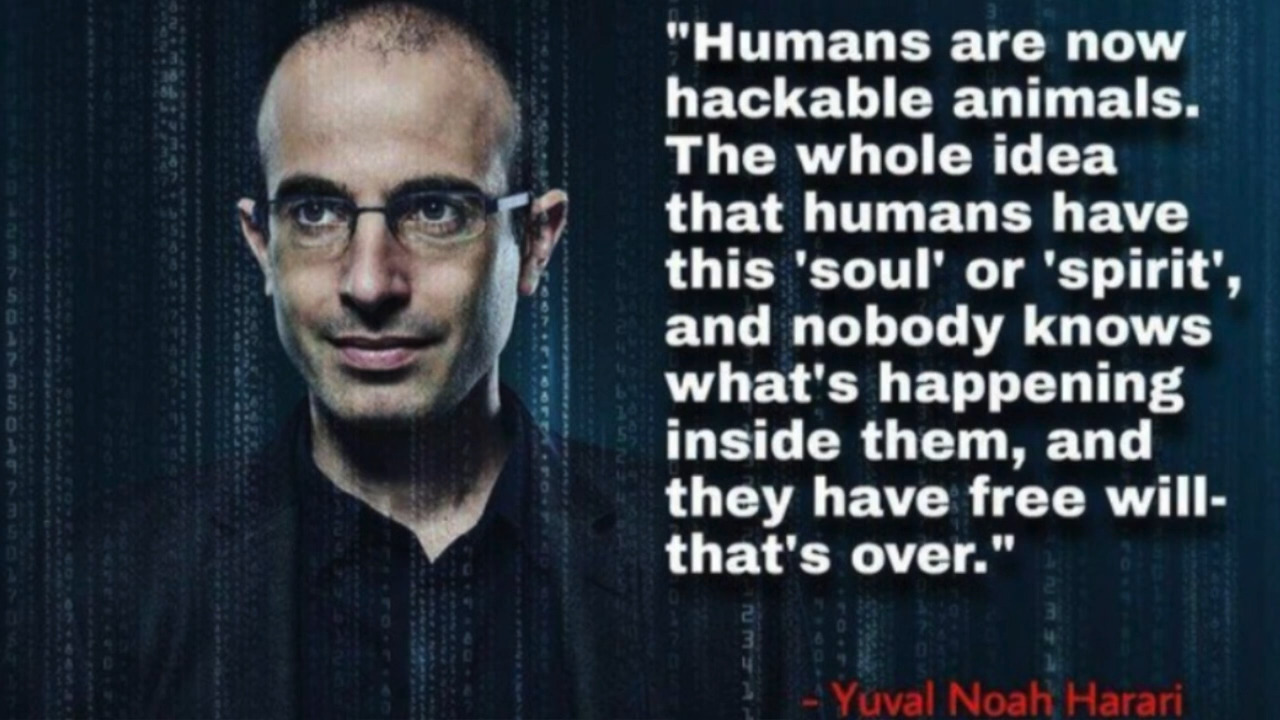 "Humans are now
hackable animals.
The whole idea
that humans have
this 'soul' or 'spirit',
and nobody knows
what's happening
inside them, and
they have free will-
that's over."
- Yuval Noah Harari